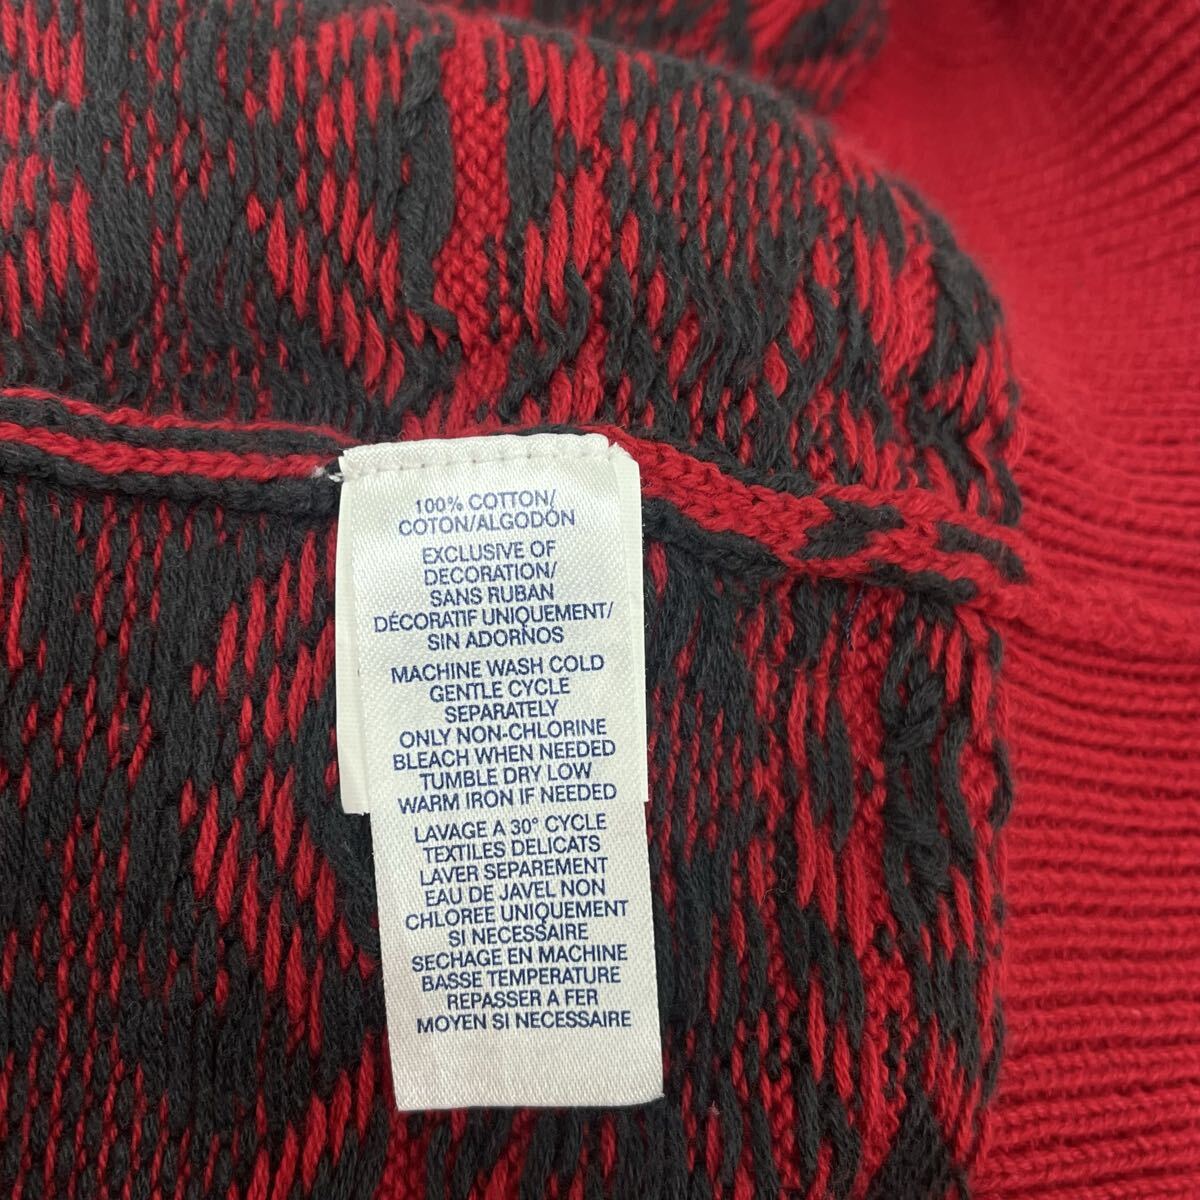 100% COTTON/
COTON/ALGODÓN
EXCLUSIVE OF
DECORATION/
SANS RUBAN
DÉCORATIF UNIQUEMENT/
SIN ADORNOS
MACHINE WASH COLD
GENTLE CYCLE
SEPARATELY
ONLY NON-CHLORINE
BLEACH WHEN NEEDED
TUMBLE DRY LOW
WARM IRON IF NEEDED
LAVAGE A 30° CYCLE
TEXTILES DELICATS
LAVER SEPAREMENT
EAU DE JAVEL NON
CHLOREE UNIQUEMENT
SI NECESSAIRE
SECHAGE EN MACHINE
BASSE TEMPERATURE
REPASSER A FER
MOYEN SI NECESSAIRE